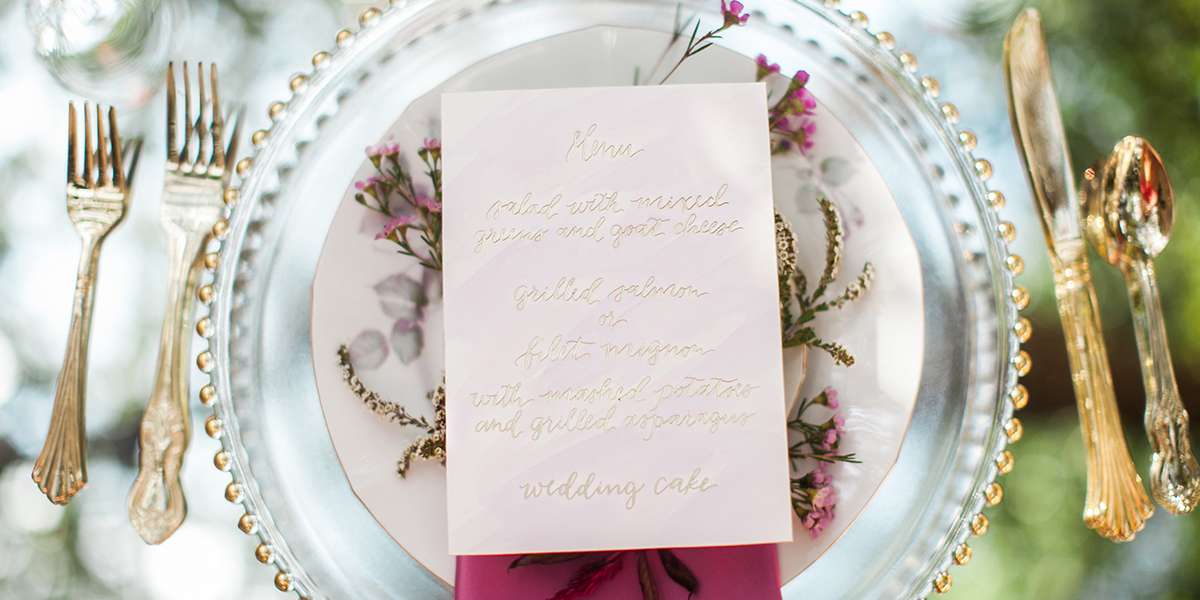 Menu
salad with mixed
greens and goat cheese
grilled salmon
or
filet mignon
with mashed potatoes
and grilled asparagus
wedding cake